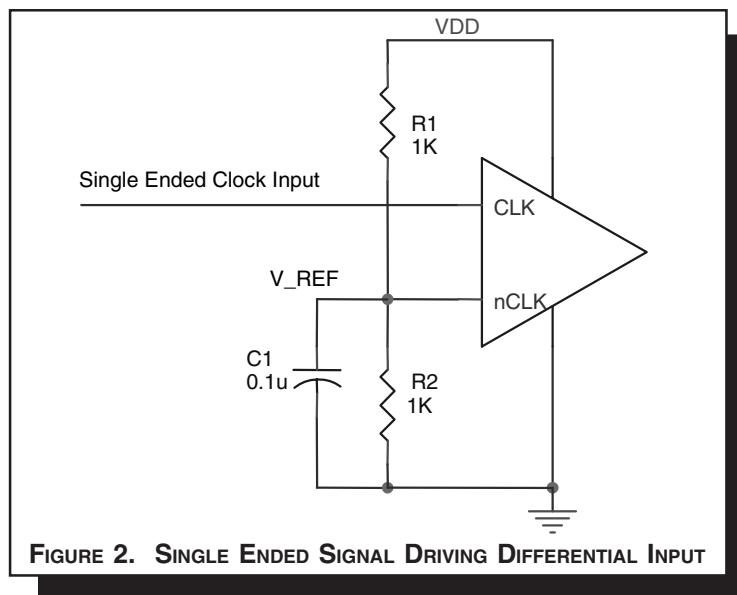 VDD
R1
1K
Single Ended Clock Input
CLK
V_REF
nCLK
C1
0.1u
R2
1K
FIGURE 2. SINGLE ENDED SIGNAL DRIVING DIFFERENTIAL INPUT